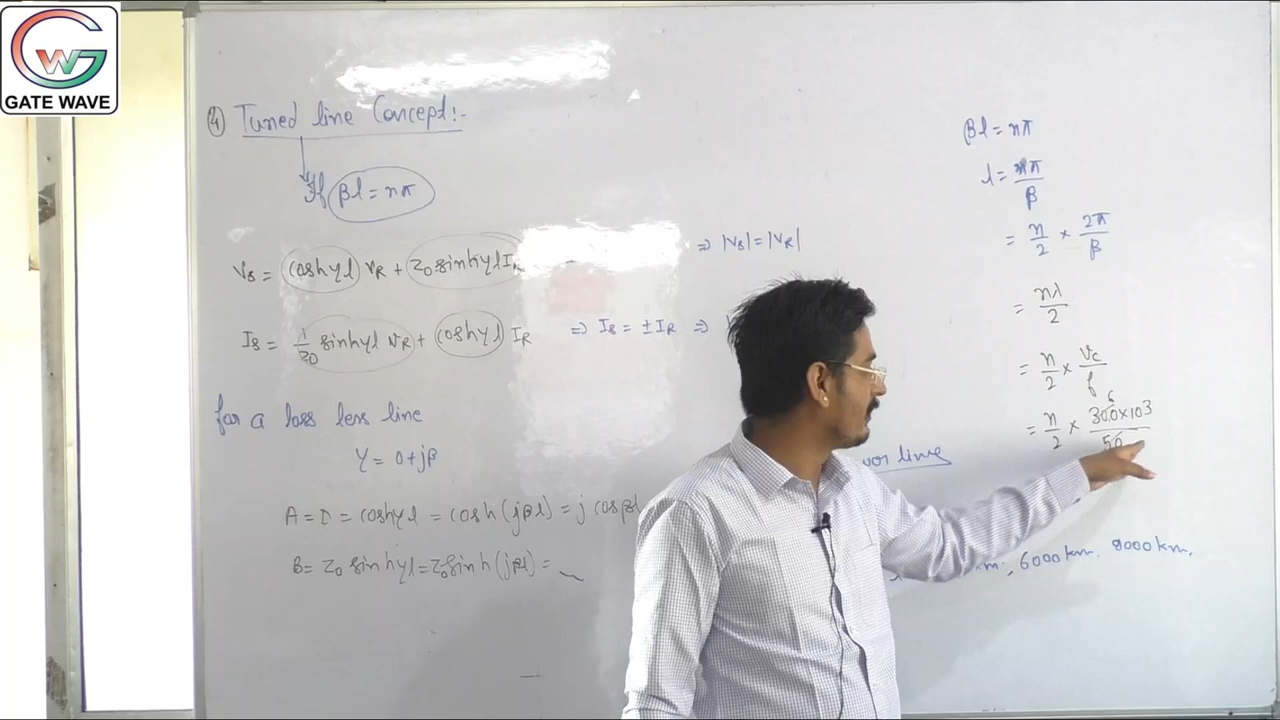 GATE WAVE
④ Tuned line Concept:-
If βl = nπ
Vs = coshγl VR + Z0 sinhγl IR
⇒ |Vs| = |VR|
Is = 1/Z0 sinhγl VR + coshγl IR ⇒ Is = ± IR ⇒
for a loss less line
γ = 0 + jβ
A = D = coshγl = cosh(jβl) = j cosβl
B = Z0 sinhγl = Z0 sinh(jβl) =
βl = nπ
l = nπ/β
= n/2 × 2π/β
= nλ/2
= n/2 × vc/f
= n/2 × 300×103/50
6
line
km, 6000 km, 8000 km,